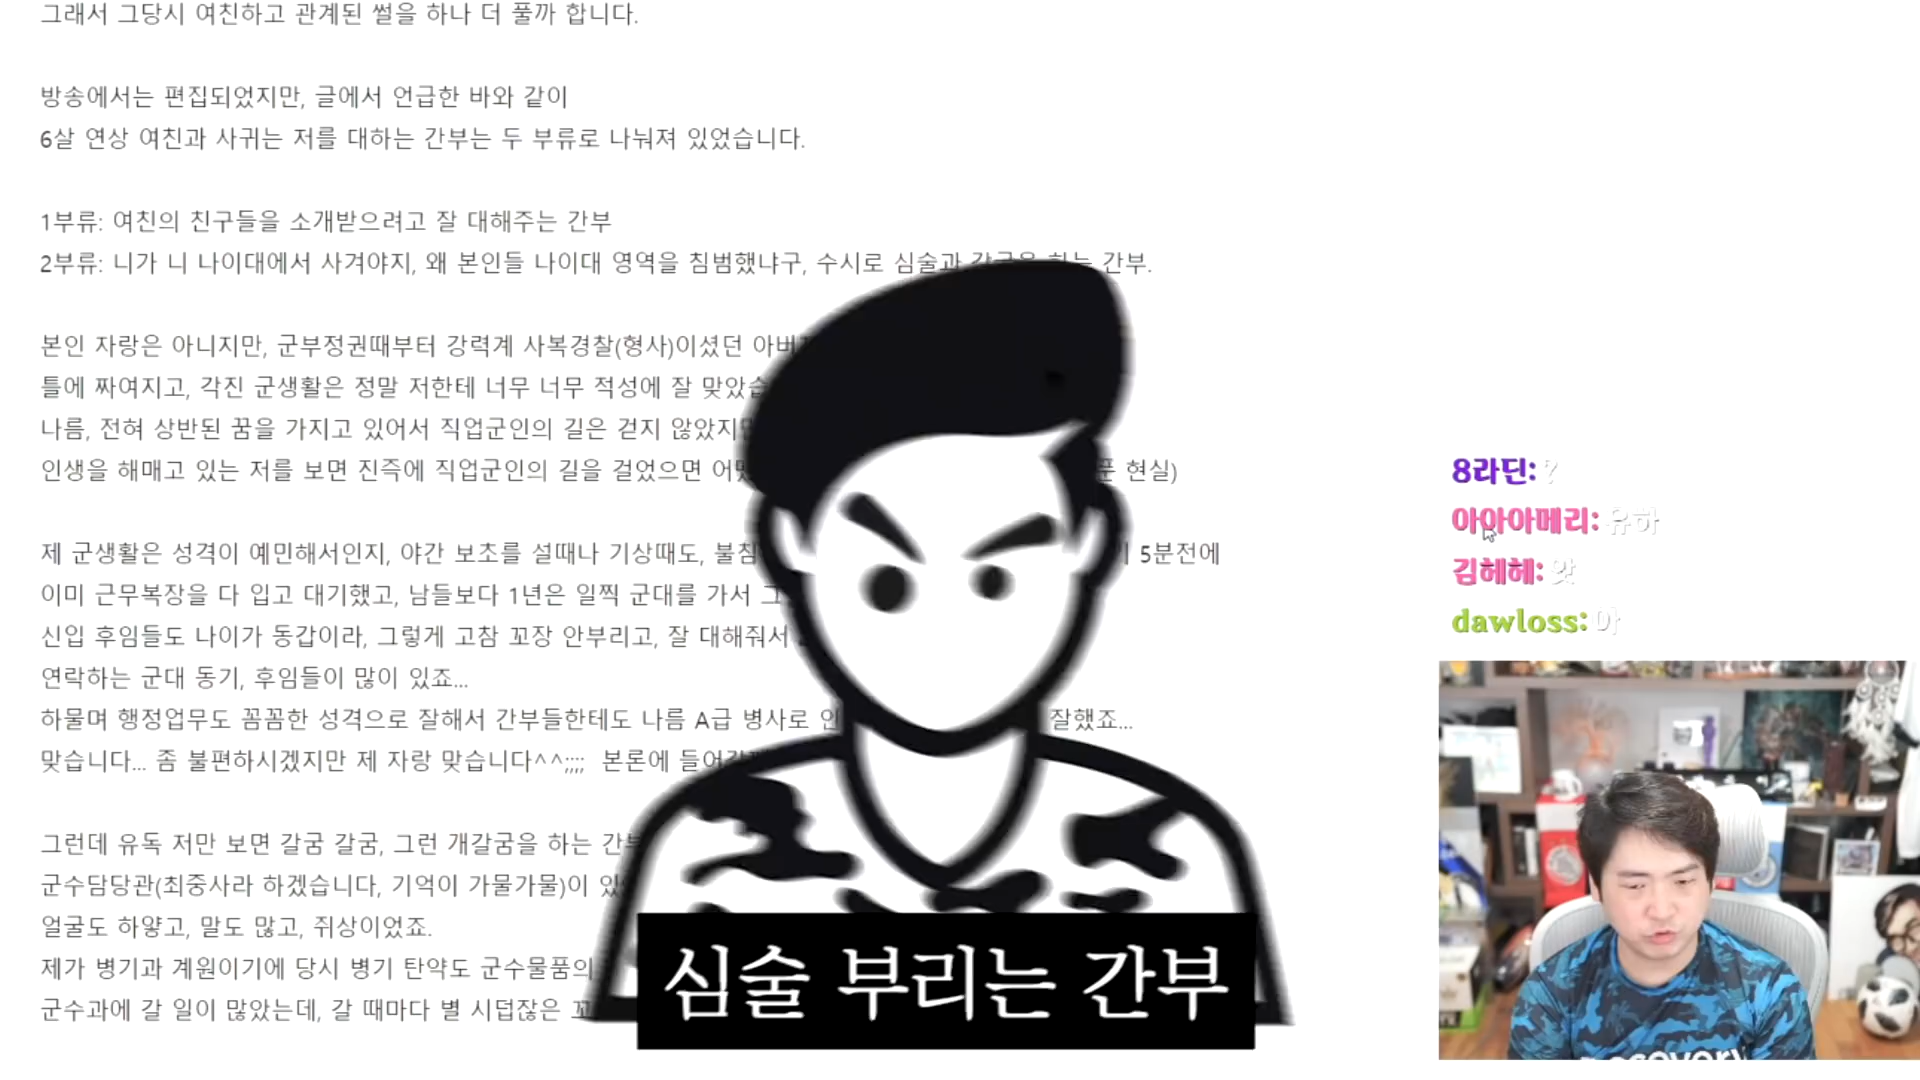 그래서 그당시 여친하고 관계된 썰을 하나 더 풀까 합니다.
방송에서는 편집되었지만, 글에서 언급한 바와 같이
6살 연상 여친과 사귀는 저를 대하는 간부는 두 부류로 나눠져 있었습니다.
1부류: 여친의 친구들을 소개받으려고 잘 대해주는 간부
2부류: 니가 니 나이대에서 사겨야지, 왜 본인들 나이대 영역을 침범했냐구, 수시로 심술과 갈굼을 하는 간부.
본인 자랑은 아니지만, 군부정권때부터 강력계 사복경찰(형사)이셨던
틀에 짜여지고, 각진 군생활은 정말 저한테 너무 너무 적성에 잘
나름, 전혀 상반된 꿈을 가지고 있어서 직업군인의 길은 걷지
인생을 해매고 있는 저를 보면 진즉에 직업군인의 길을 걸었으면 현실)
제 군생활은 성격이 예민해서인지, 야간 보초를 설때나 기상때도, 5분전에
이미 근무복장을 다 입고 대기했고, 남들보다 1년은 일찍 군대를 가서
신입 후임들도 나이가 동갑이라, 그렇게 고참 꼬장 안부리고, 잘 대해줘서
연락하는 군대 동기, 후임들이 많이 있죠...
하물며 행정업무도 꼼꼼한 성격으로 잘해서 간부들한테도 나름 A급 병사로 잘했죠...
맞습니다... 좀 불편하시겠지만 제 자랑 맞습니다^^;;;; 본론에
그런데 유독 저만 보면 갈굼 갈굼, 그런 개갈굼을 하는
군수담당관(최중사라 하겠습니다, 기억이 가물가물)이
얼굴도 하얗고, 말도 많고, 쥐상이었죠.
제가 병기과 계원이기에 당시 병기 탄약도 군수물품의
군수과에 갈 일이 많았는데, 갈 때마다 별 시덥잖은
심술 부리는 간부
8라딘: ?
아아아메리: 유하
김헤헤: 앗
dawloss: 아
Discovery